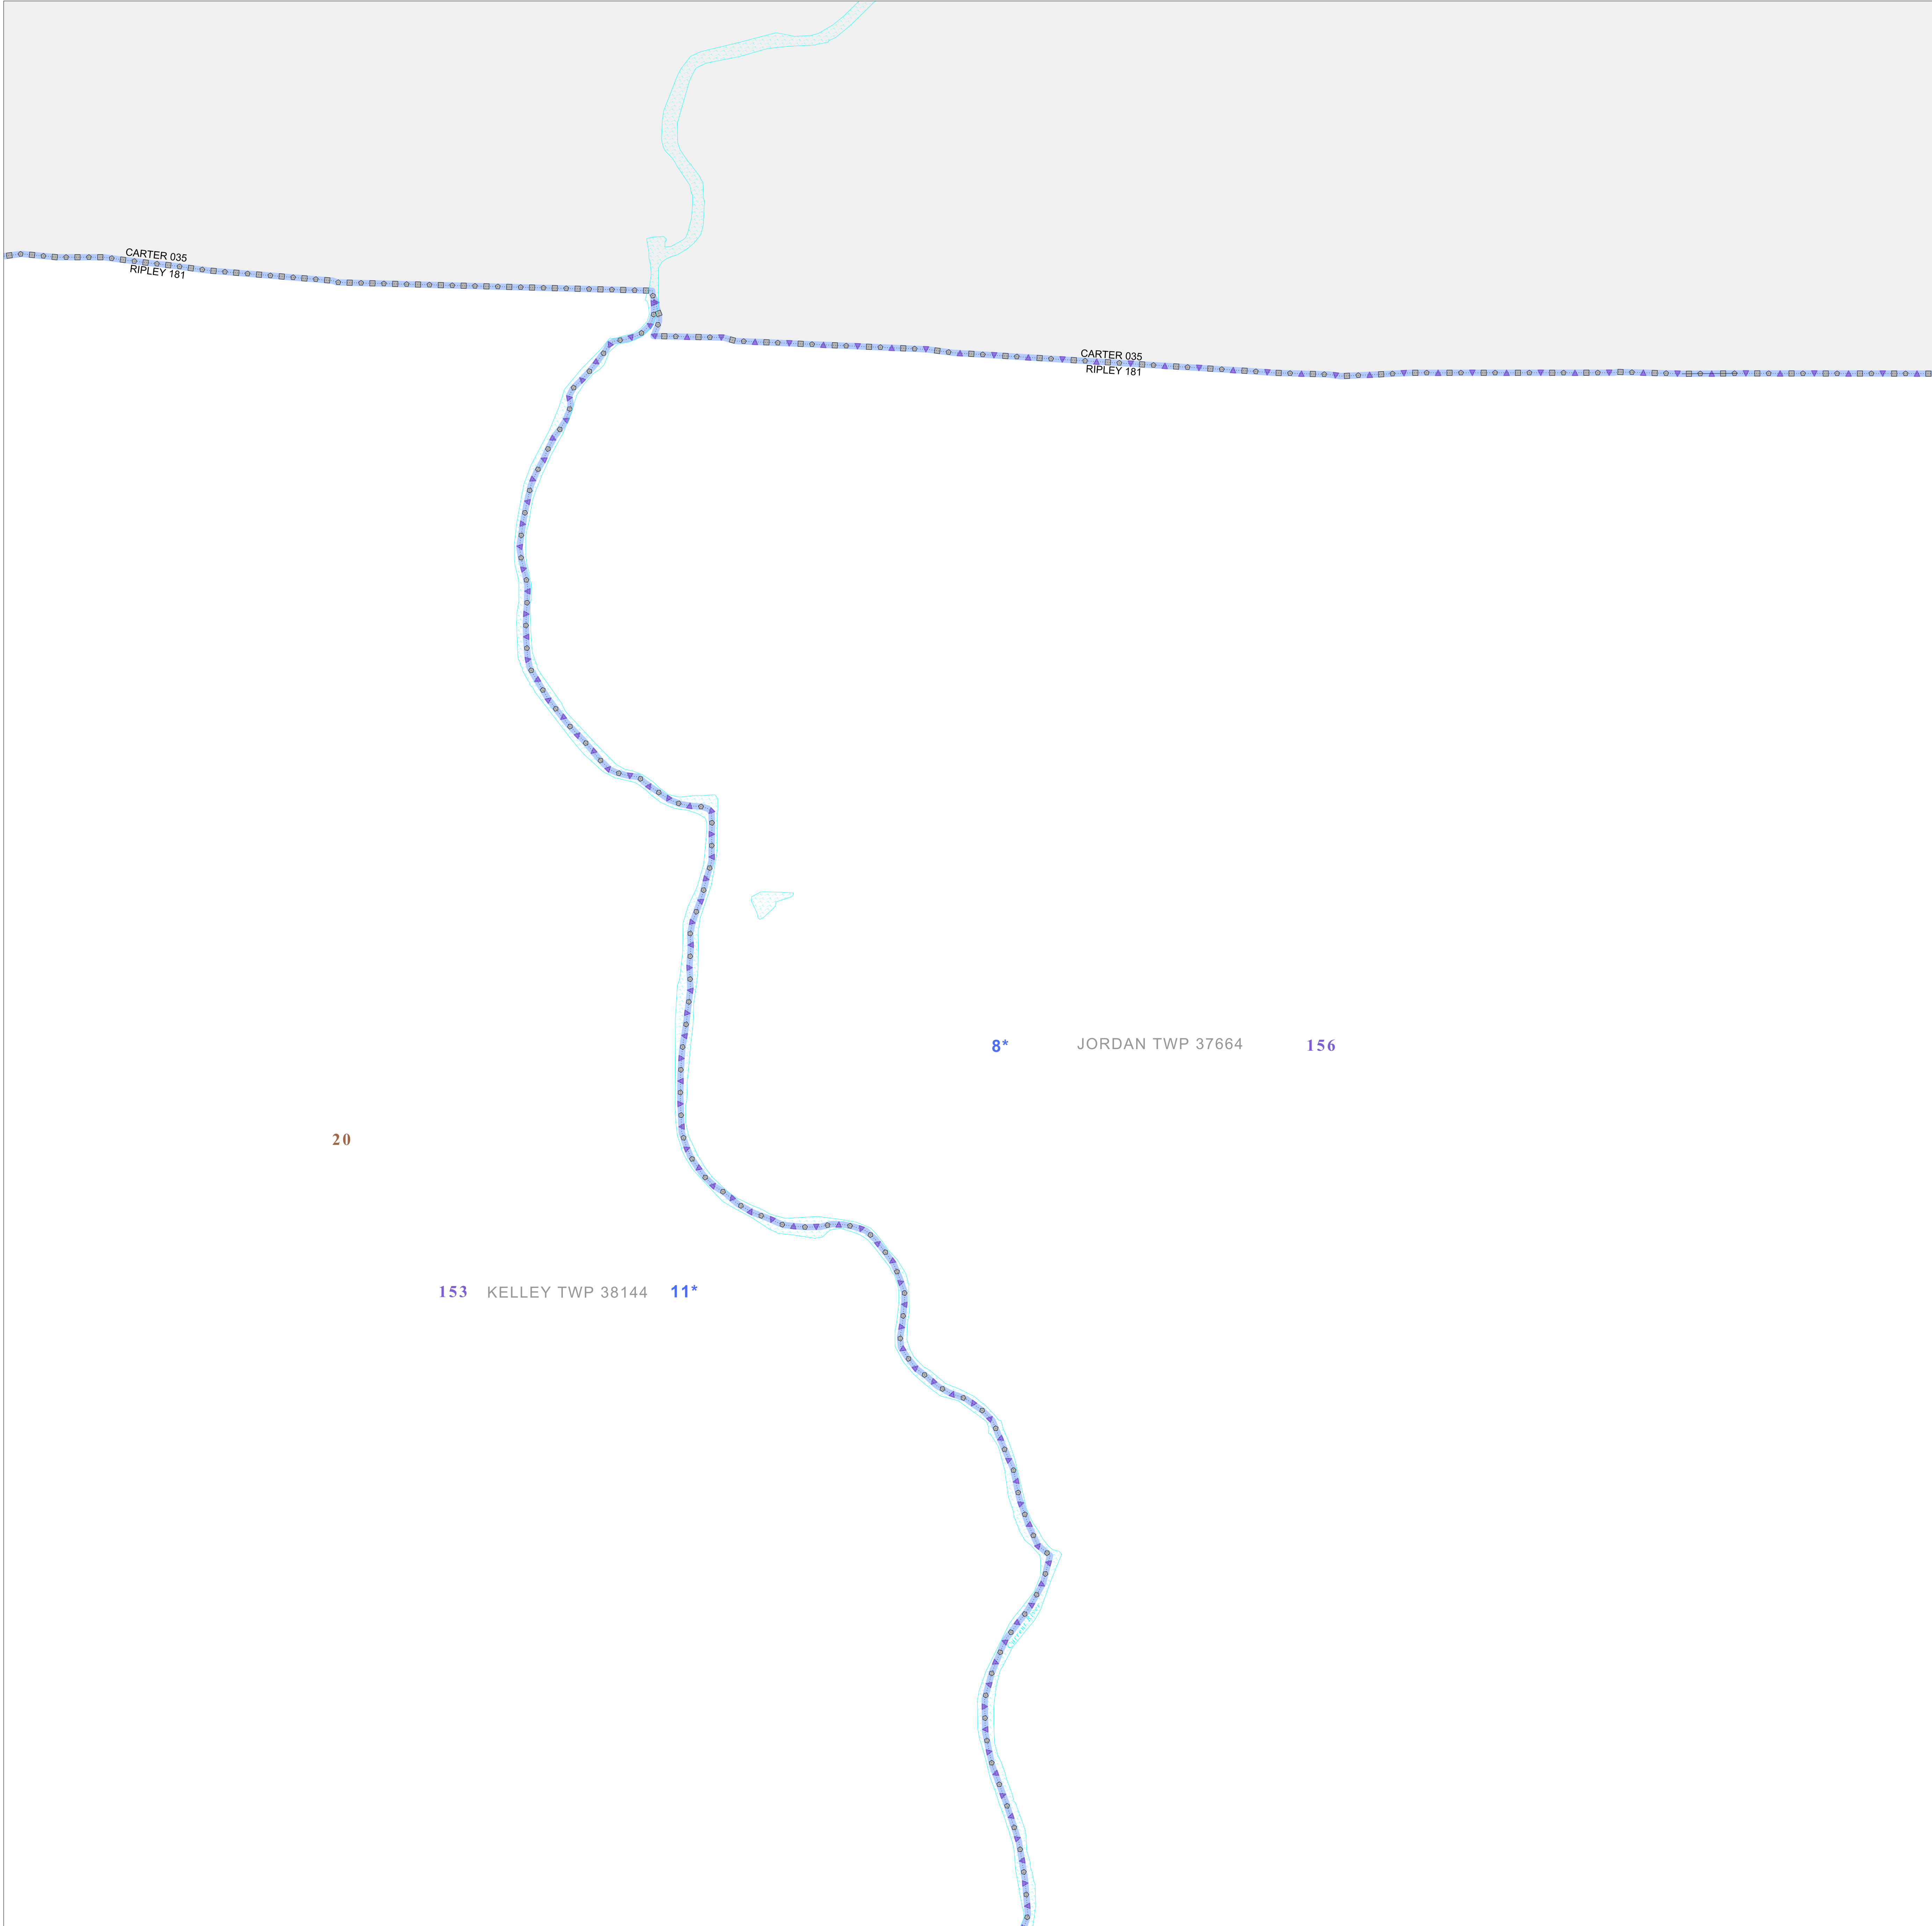 CARTER 035
RIPLEY 181
CARTER 035
RIPLEY 181
8* JORDAN TWP 37664 156
20
153 KELLEY TWP 38144 11*